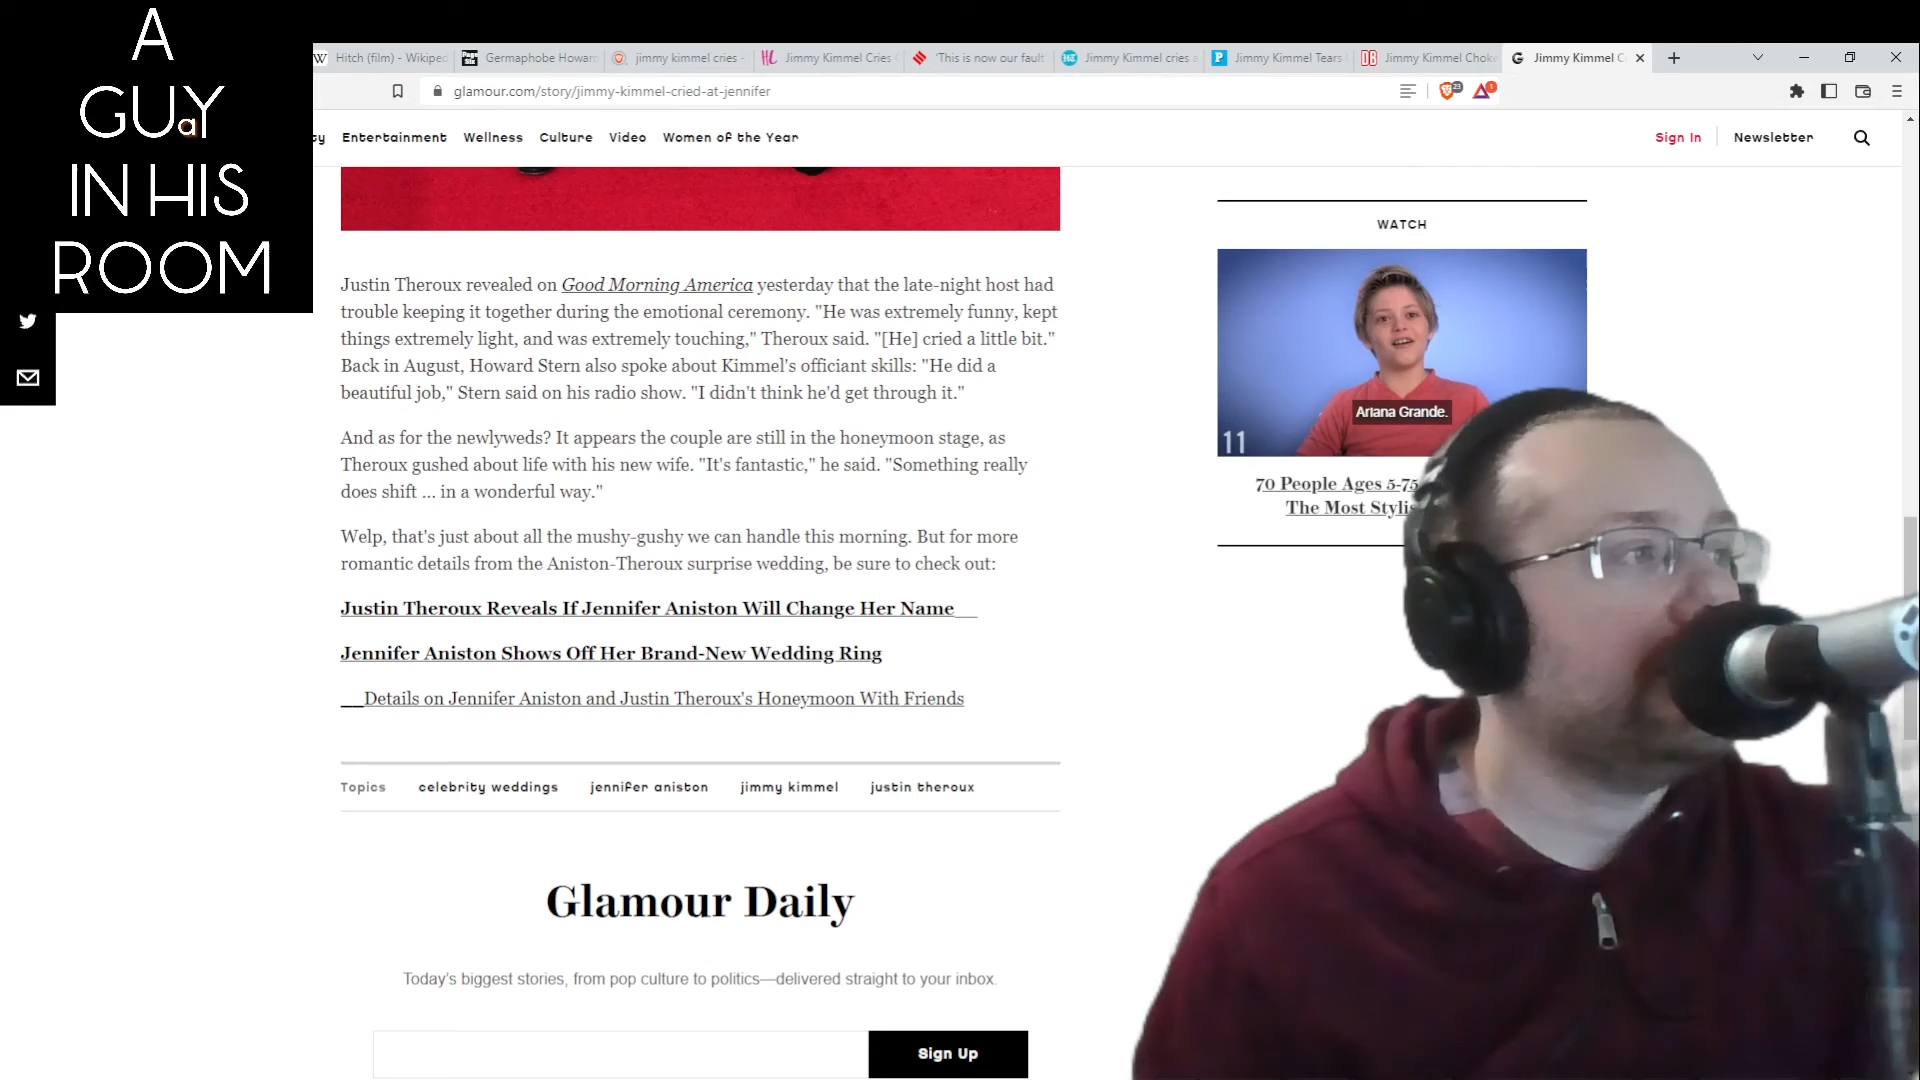 A
GUaY
IN HIS
ROOM
Hitch (film) - Wikiped
Page Six
Germaphobe Howar
jimmy kimmel cries -
HL
Jimmy Kimmel Cries
'This is now our fault
Jimmy Kimmel cries a
P
Jimmy Kimmel Tears
DB
Jimmy Kimmel Choke
G
Jimmy Kimmel C
glamour.com/story/jimmy-kimmel-cried-at-jennifer
23
1
ty
Entertainment
Wellness
Culture
Video
Women of the Year
Sign In
Newsletter
Justin Theroux revealed on Good Morning America yesterday that the late-night host had
trouble keeping it together during the emotional ceremony. "He was extremely funny, kept
things extremely light, and was extremely touching," Theroux said. "[He] cried a little bit."
Back in August, Howard Stern also spoke about Kimmel's officiant skills: "He did a
beautiful job," Stern said on his radio show. "I didn't think he'd get through it."
And as for the newlyweds? It appears the couple are still in the honeymoon stage, as
Theroux gushed about life with his new wife. "It's fantastic," he said. "Something really
does shift ... in a wonderful way."
Welp, that's just about all the mushy-gushy we can handle this morning. But for more
romantic details from the Aniston-Theroux surprise wedding, be sure to check out:
Justin Theroux Reveals If Jennifer Aniston Will Change Her Name__
Jennifer Aniston Shows Off Her Brand-New Wedding Ring
__Details on Jennifer Aniston and Justin Theroux's Honeymoon With Friends
Topics
celebrity weddings
jennifer aniston
jimmy kimmel
justin theroux
Glamour Daily
Today's biggest stories, from pop culture to politics—delivered straight to your inbox.
Sign Up
WATCH
Ariana Grande.
11
70 People Ages 5-75
The Most Stylis